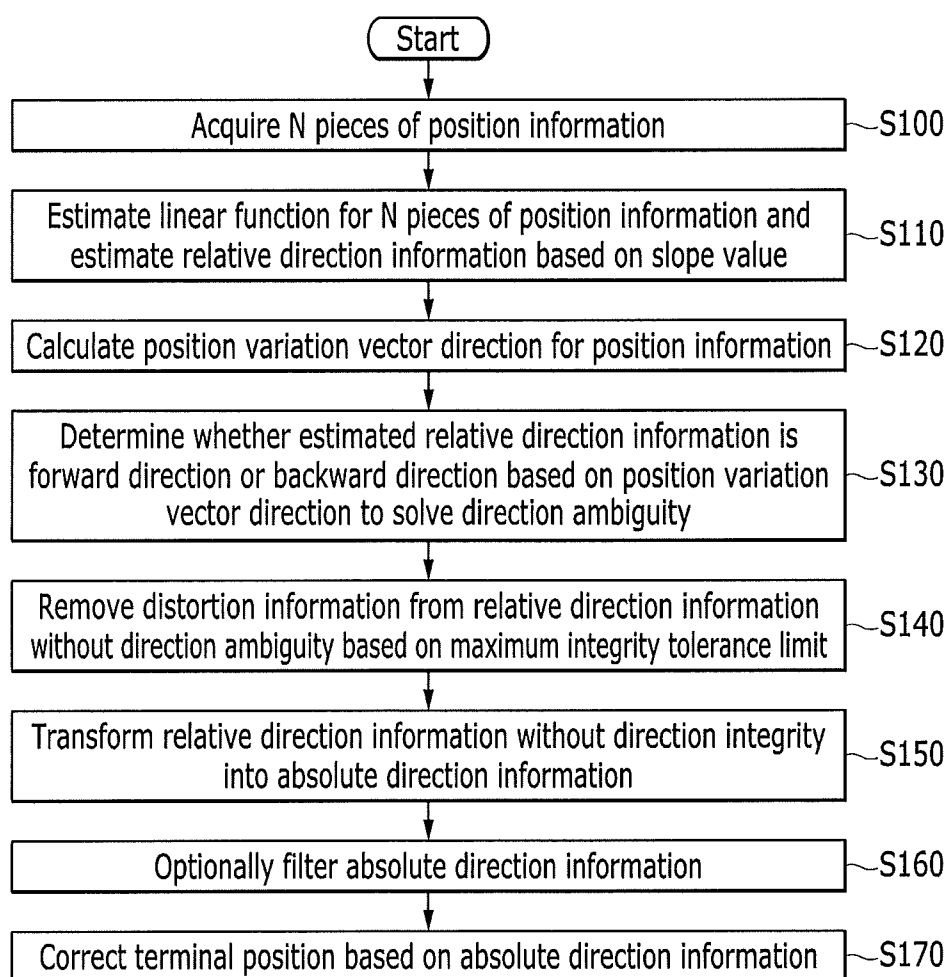 Start
Acquire N pieces of position information
S100
Estimate linear function for N pieces of position information and
estimate relative direction information based on slope value
S110
Calculate position variation vector direction for position information
S120
Determine whether estimated relative direction information is
forward direction or backward direction based on position variation
vector direction to solve direction ambiguity
S130
Remove distortion information from relative direction information
without direction ambiguity based on maximum integrity tolerance limit
S140
Transform relative direction information without direction integrity
into absolute direction information
S150
Optionally filter absolute direction information
S160
Correct terminal position based on absolute direction information
S170